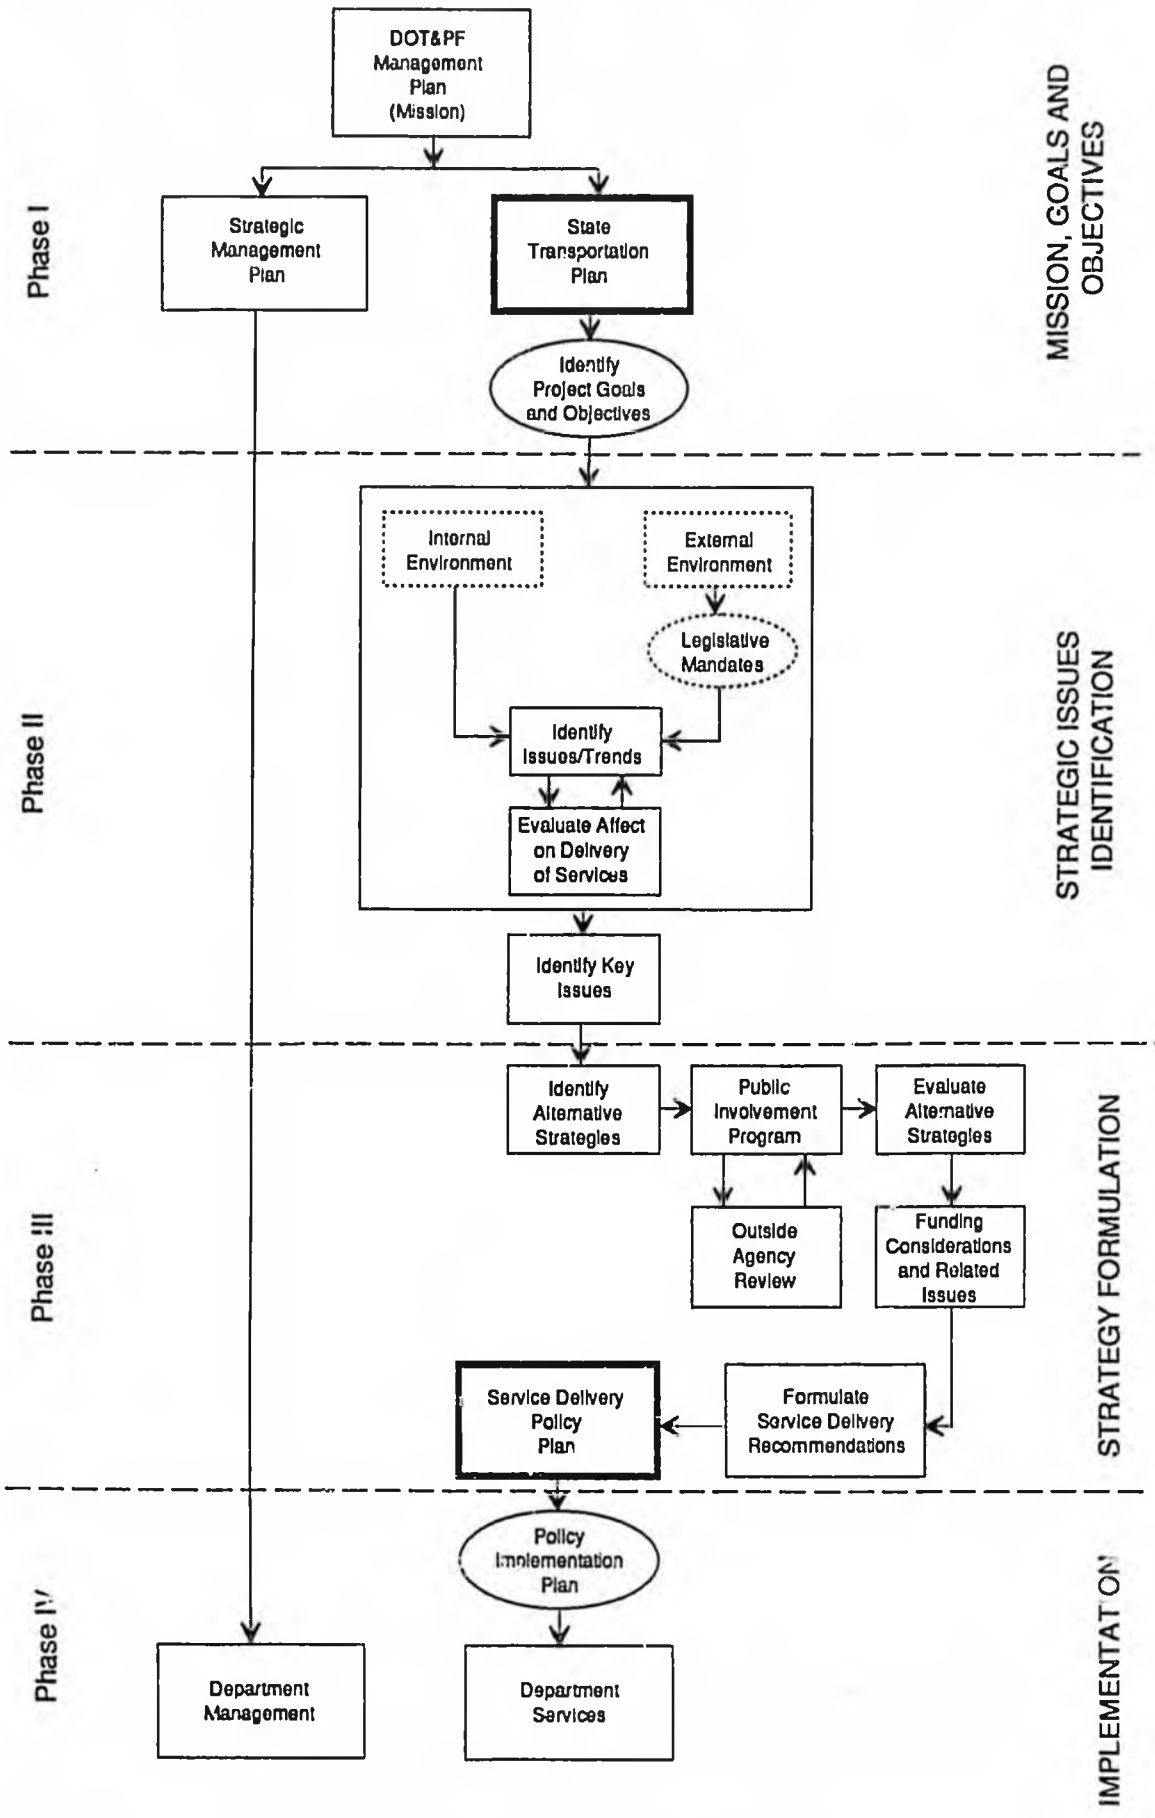 DOT&PF
Management
Plan
(Mission)
Phase I
MISSION, GOALS AND
OBJECTIVES
Strategic
Management
Plan
State
Transportation
Plan
Identify
Project Goals
and Objectives
Phase II
STRATEGIC ISSUES
IDENTIFICATION
Internal
Environment
External
Environment
Legislative
Mandates
Identify
Issues/Trends
Evaluate Affect
on Delivery
of Services
Identify Key
Issues
Phase III
STRATEGY FORMULATION
Identify
Alternative
Strategies
Public
Involvement
Program
Evaluate
Alternative
Strategies
Outside
Agency
Review
Funding
Considerations
and Related
Issues
Service Delivery
Policy
Plan
Formulate
Service Delivery
Recommendations
Phase IV
IMPLEMENTATION
Policy
Implementation
Plan
Department
Management
Department
Services